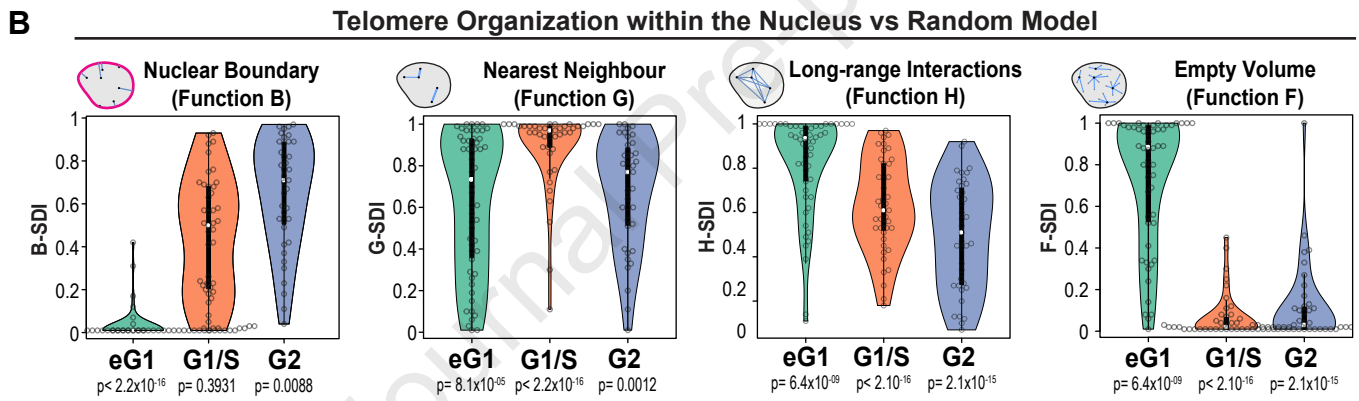 B
Telomere Organization within the Nucleus vs Random Model
Nuclear Boundary
(Function B)
B-SDI
1
0.8
0.6
0.4
0.2
0
eG1 G1/S G2
p< 2.2x10⁻¹⁶ p= 0.3931 p= 0.0088
Nearest Neighbour
(Function G)
G-SDI
1
0.8
0.6
0.4
0.2
0
eG1 G1/S G2
p= 8.1x10⁻⁰⁵ p< 2.2x10⁻¹⁶ p= 0.0012
Long-range Interactions
(Function H)
H-SDI
1
0.8
0.6
0.4
0.2
0
eG1 G1/S G2
p= 6.4x10⁻⁰⁹ p< 2.10⁻¹⁶ p= 2.1x10⁻¹⁵
Empty Volume
(Function F)
F-SDI
1
0.8
0.6
0.4
0.2
0
eG1 G1/S G2
p= 6.4x10⁻⁰⁹ p< 2.10⁻¹⁶ p= 2.1x10⁻¹⁵
Journal Pre-p